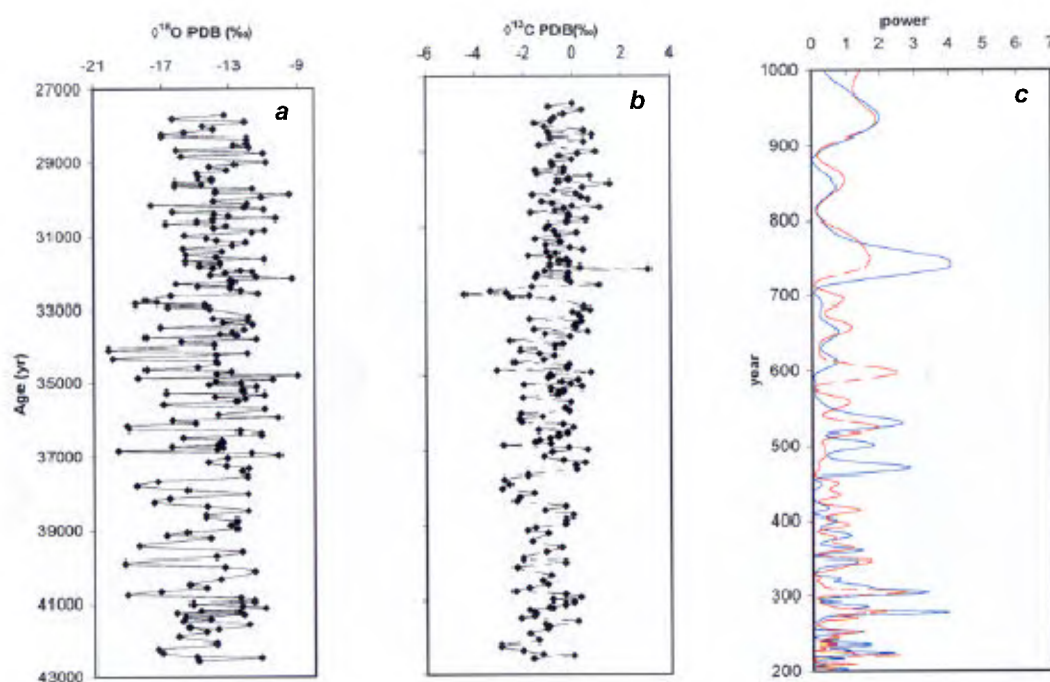 δ¹⁸O PDB (‰)
-21 -17 -13 -9
27000
29000
31000
33000
35000
37000
39000
41000
43000
Age (yr)
a
δ¹³C PDB(‰)
-6 -4 -2 0 2 4
b
power
0 1 2 3 4 5 6 7
1000
900
800
700
600
500
400
300
200
year
c